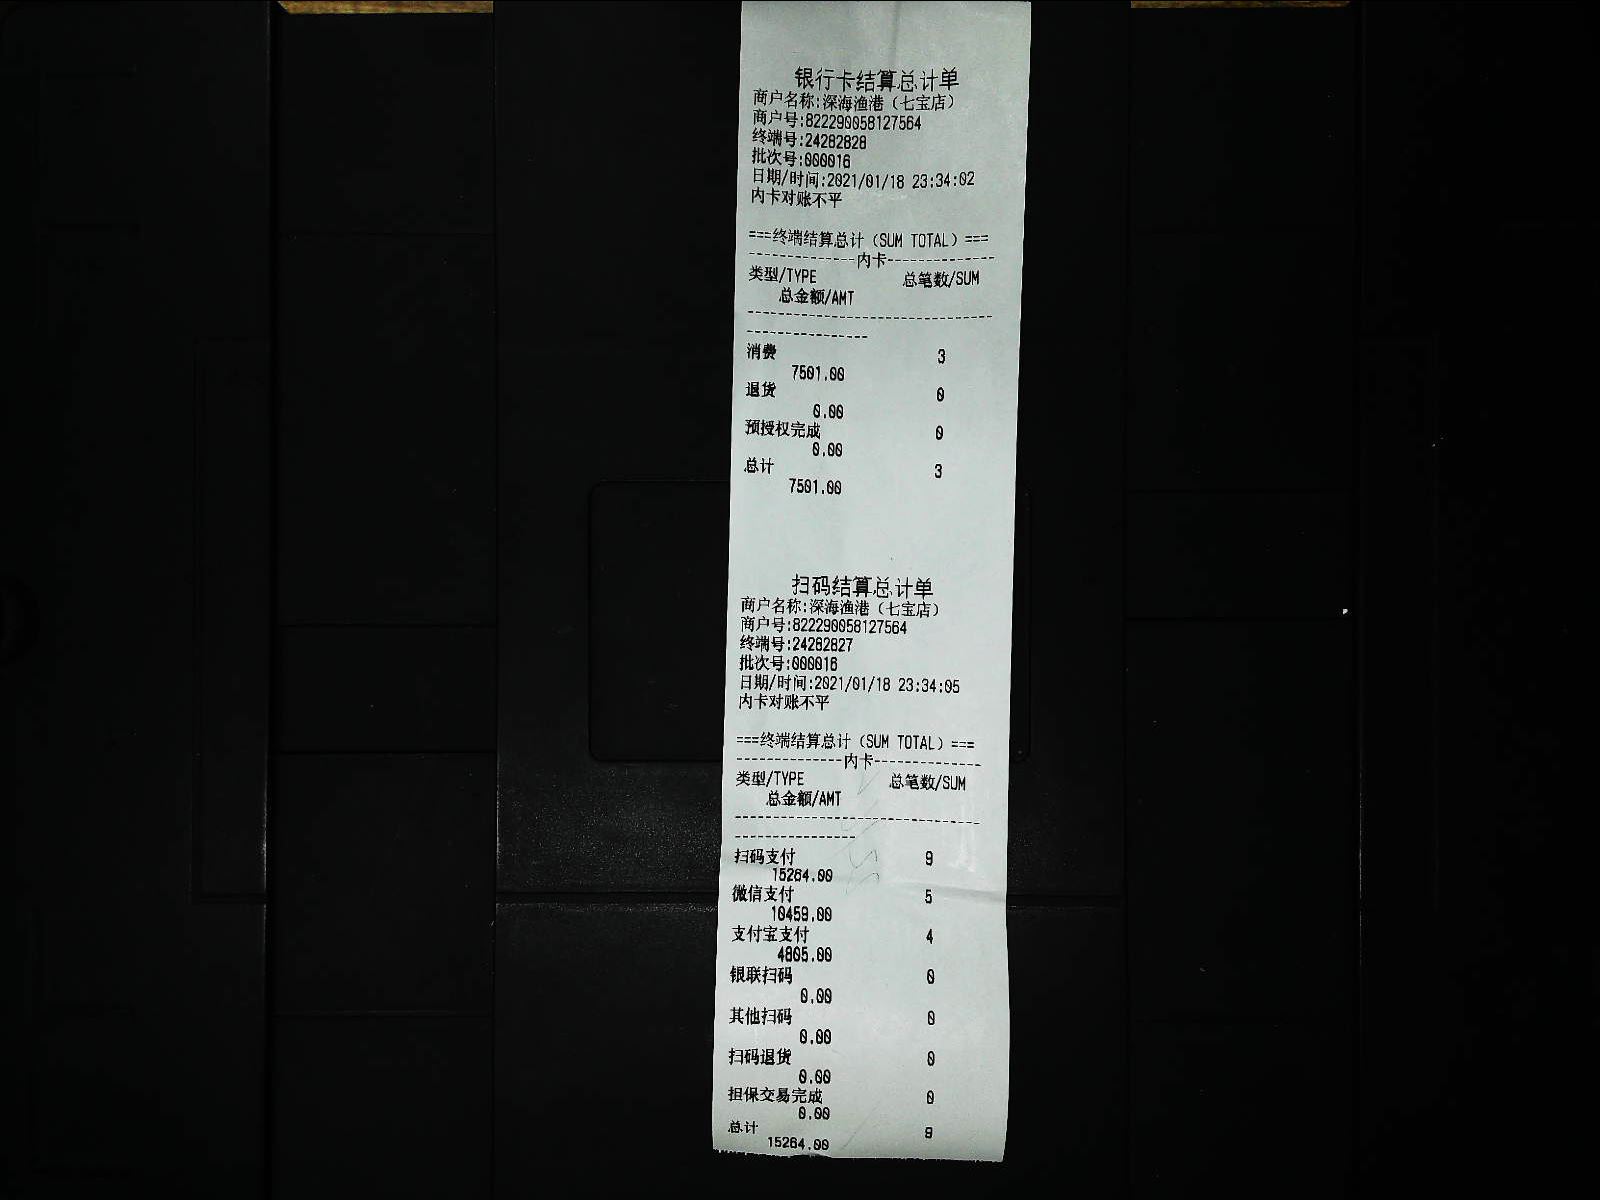 银行卡结算总计单
商户名称:深海渔港（七宝店）
商户号:822290058127564
终端号:24282828
批次号:000016
日期/时间:2021/01/18 23:34:02
内卡对账不平
===终端结算总计（SUM TOTAL）===
--------------内卡--------------
类型/TYPE 总笔数/SUM
总金额/AMT
--------------------------------
----------------
消费 3
7501.00
退货 0
0.00
预授权完成 0
0.00
总计 3
7501.00
扫码结算总计单
商户名称:深海渔港（七宝店）
商户号:822290058127564
终端号:24282827
批次号:000016
日期/时间:2021/01/18 23:34:05
内卡对账不平
===终端结算总计（SUM TOTAL）===
--------------内卡--------------
类型/TYPE 总笔数/SUM
总金额/AMT
--------------------------------
----------------
扫码支付 9
15264.00
微信支付 5
10459.00
支付宝支付 4
4805.00
银联扫码 0
0.00
其他扫码 0
0.00
扫码退货 0
0.00
担保交易完成 0
0.00
总计 9
15264.00